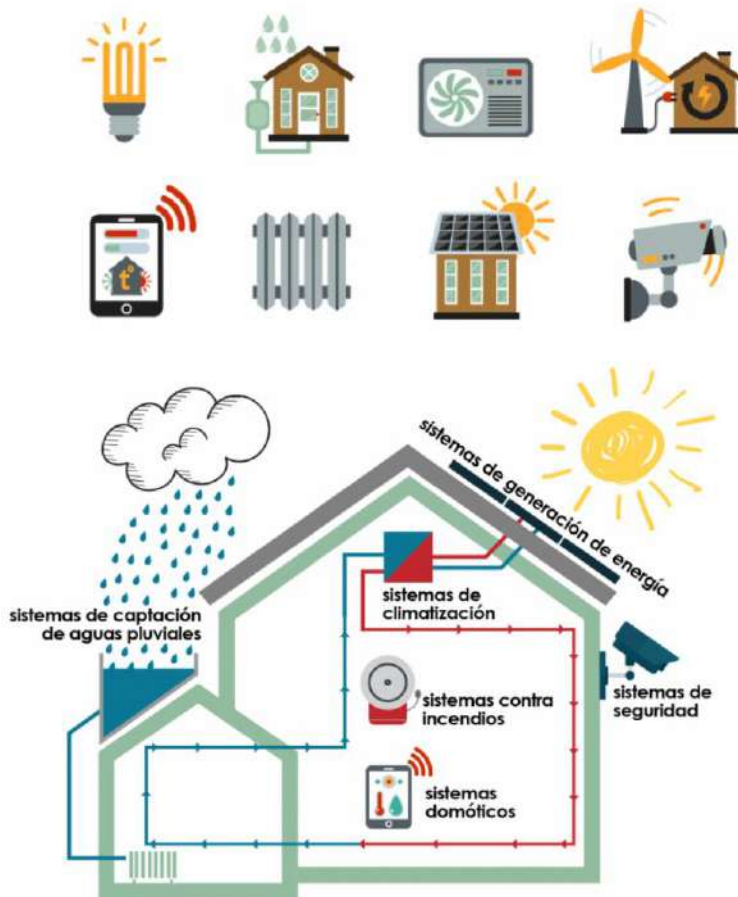 sistemas de generación de energía
sistemas de captación
de aguas pluviales
sistemas de
climatización
sistemas contra
incendios
sistemas de
seguridad
sistemas
domóticos